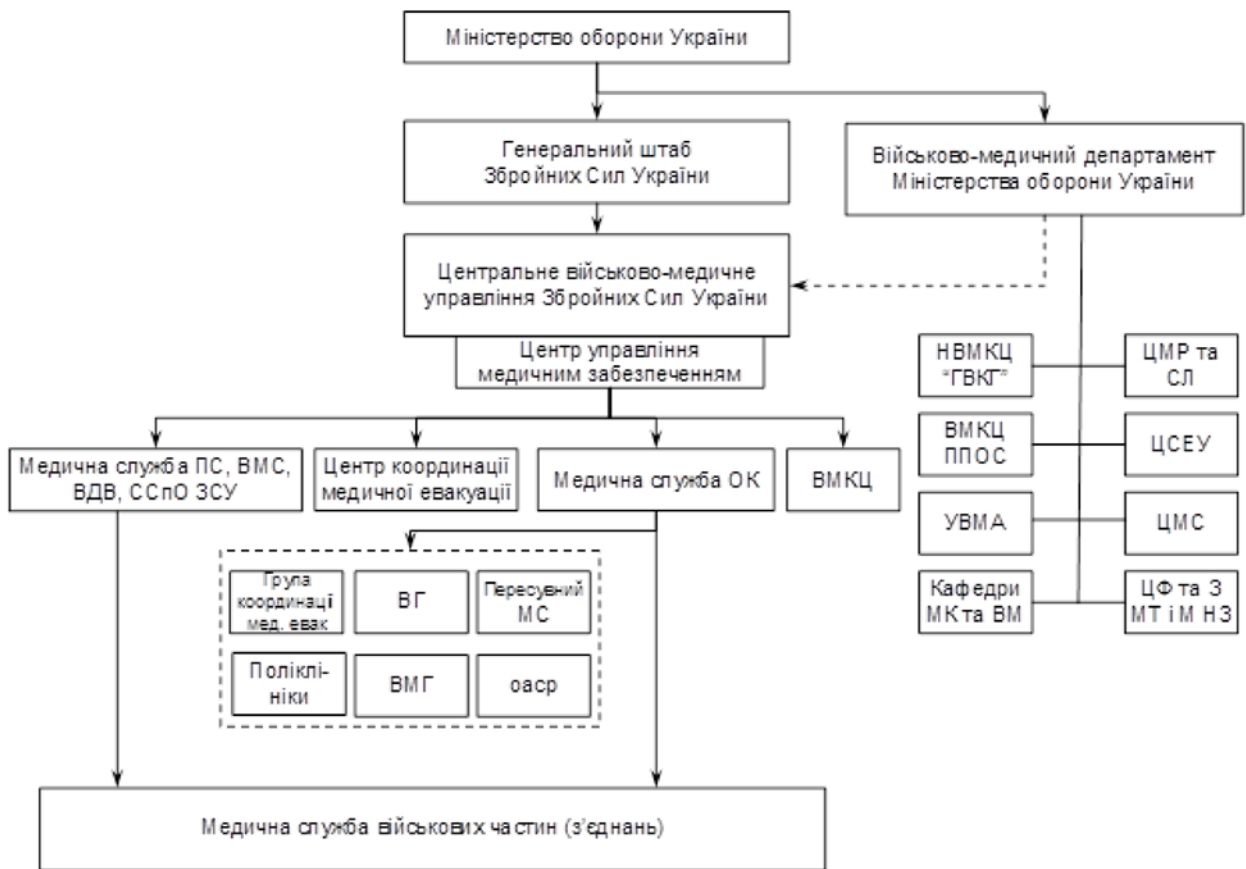 Міністерство оборони України
Генеральний штаб
Збройних Сил України
Військово-медичний департамент
Міністерства оборони України
Центральне військово-медичне
управління Збройних Сил України
Центр управління
медичним забезпеченням
НВМКЦ
“ГВКГ”
ЦМР та
СЛ
ВМКЦ
ППОС
ЦСЕУ
УВМА
ЦМС
Кафедри
МК та ВМ
ЦФ та З
МТ і М НЗ
Медична служба ПС, ВМС,
ВДВ, ССпО ЗСУ
Центр координації
медичної евакуації
Медична служба ОК
ВМКЦ
Група
координаці
мед. евак
ВГ
Пересувний
МС
Поліклі-
ніки
ВМГ
оаср
Медична служба військових частин (з’єднань)